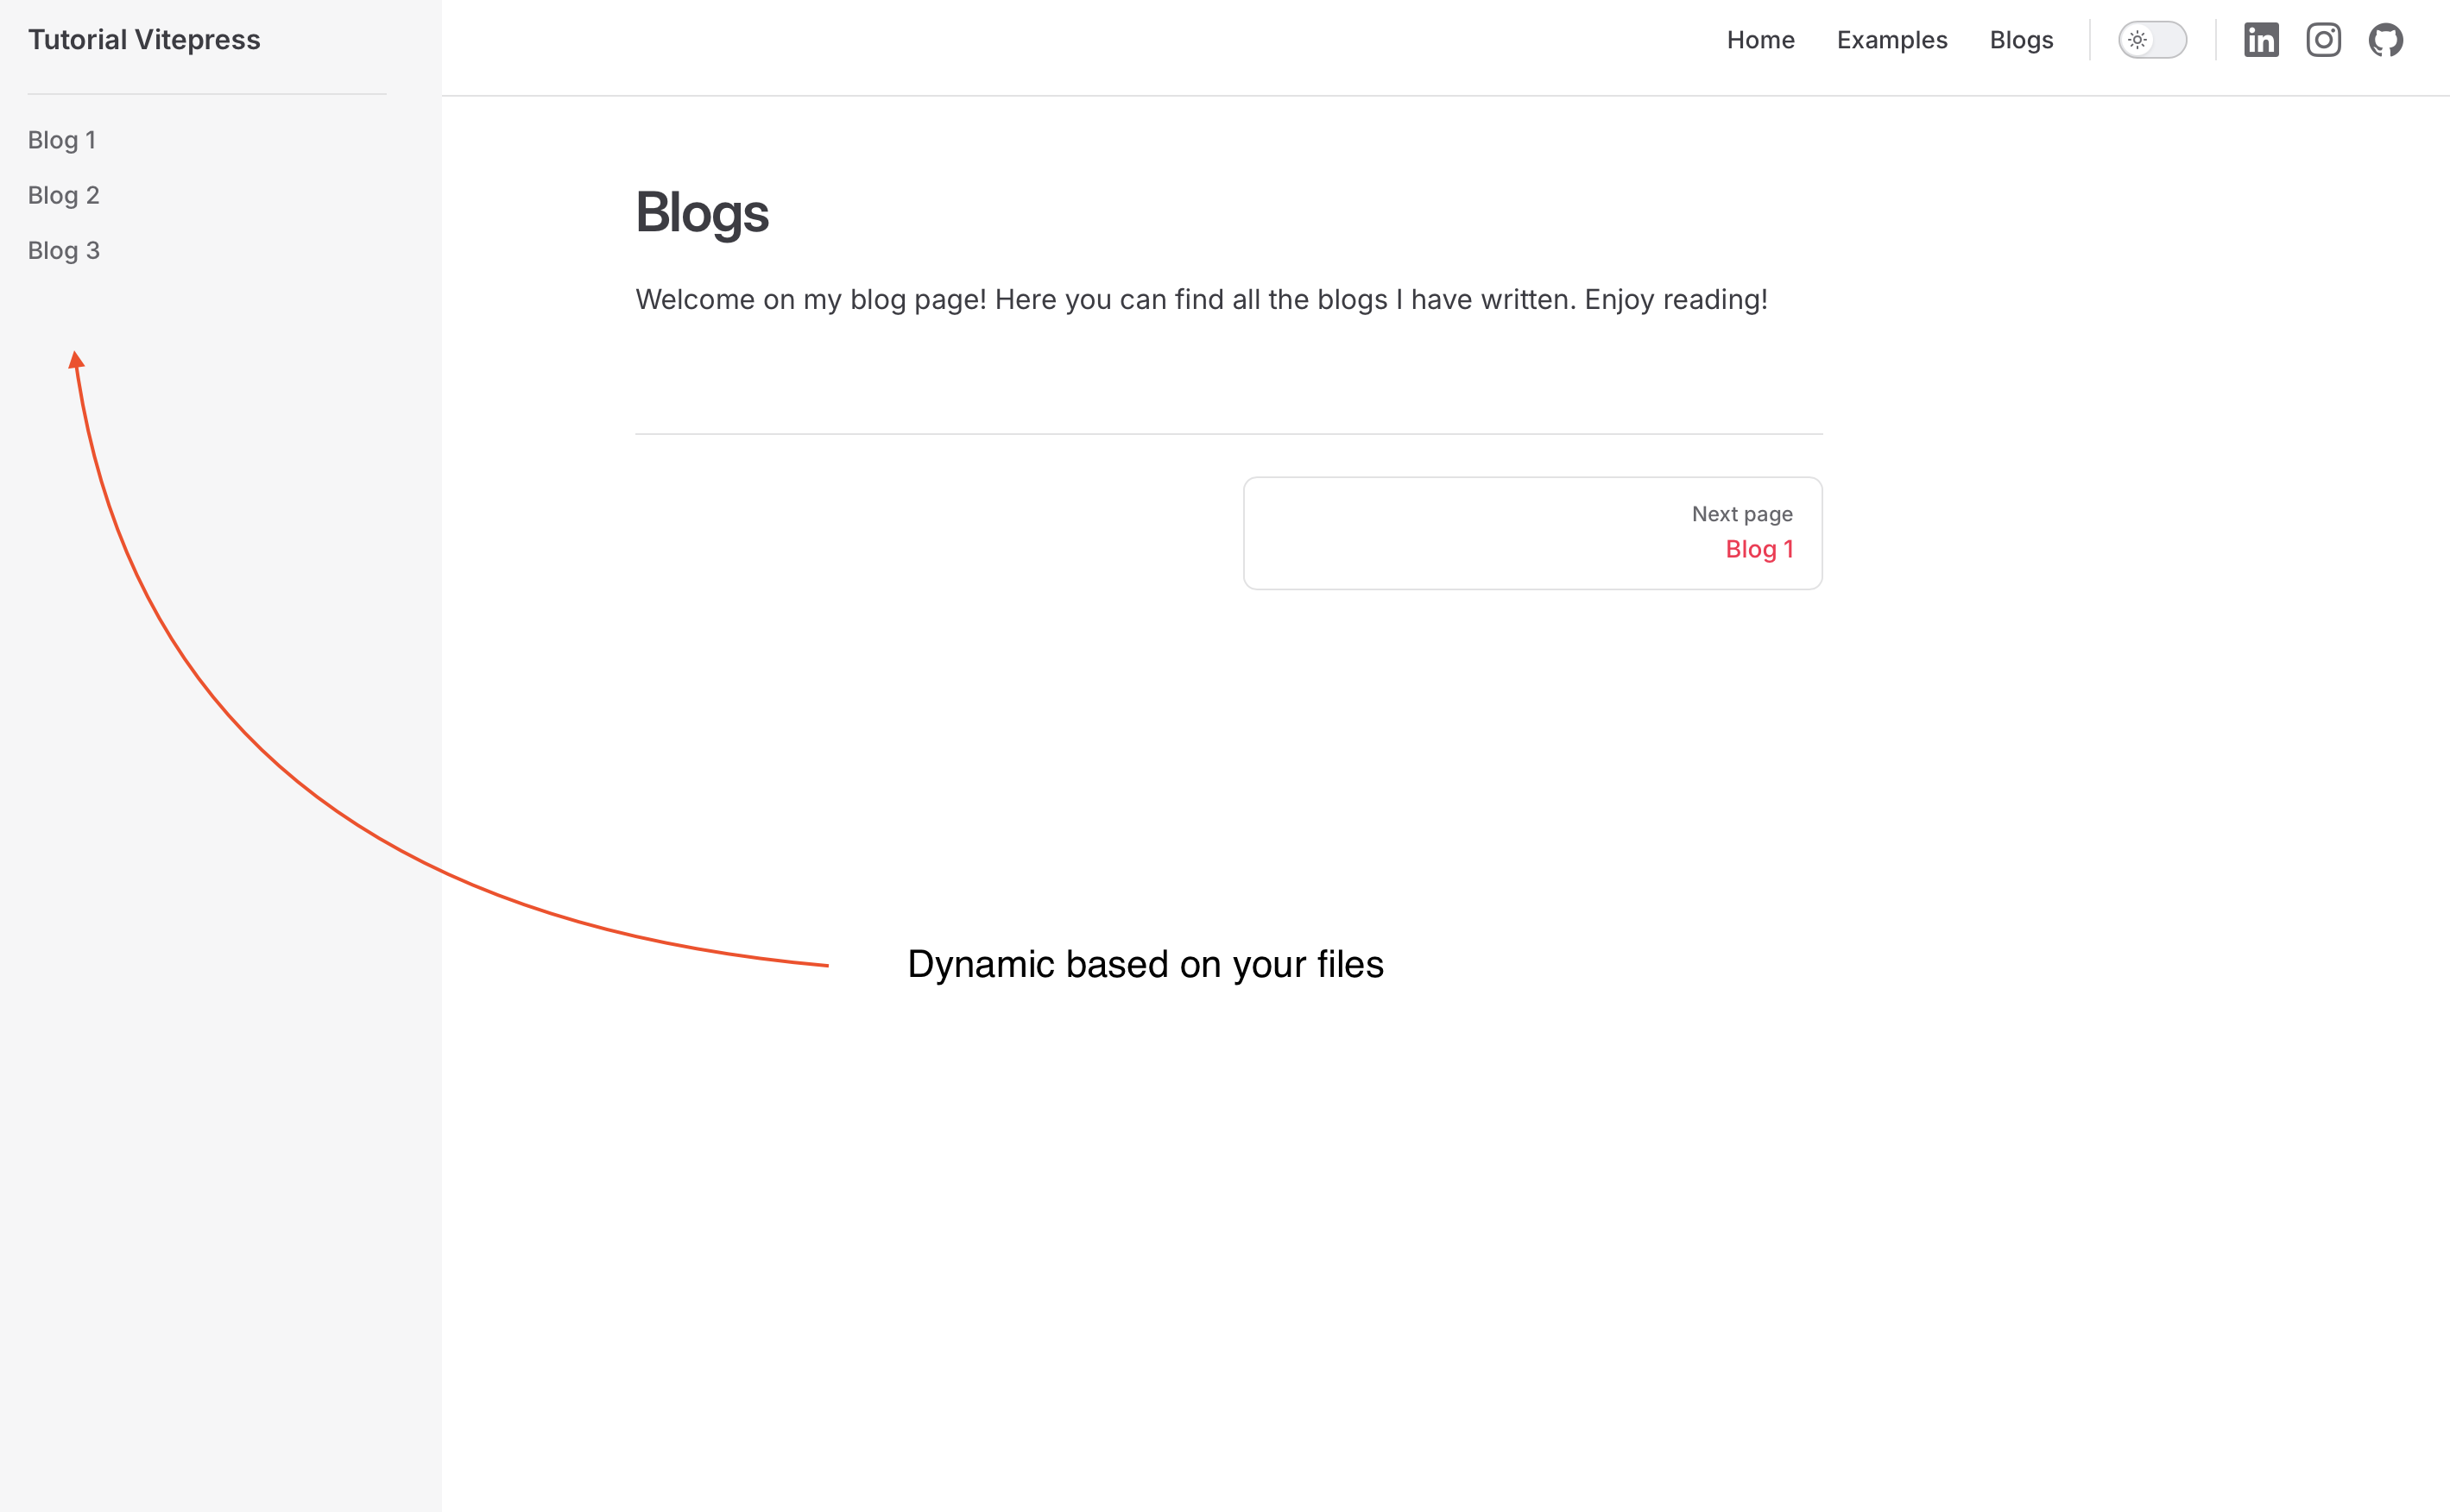 Tutorial Vitepress
Home
Examples
Blogs
Blog 1
Blog 2
Blog 3
Blogs
Welcome on my blog page! Here you can find all the blogs I have written. Enjoy reading!
Next page
Blog 1
Dynamic based on your files